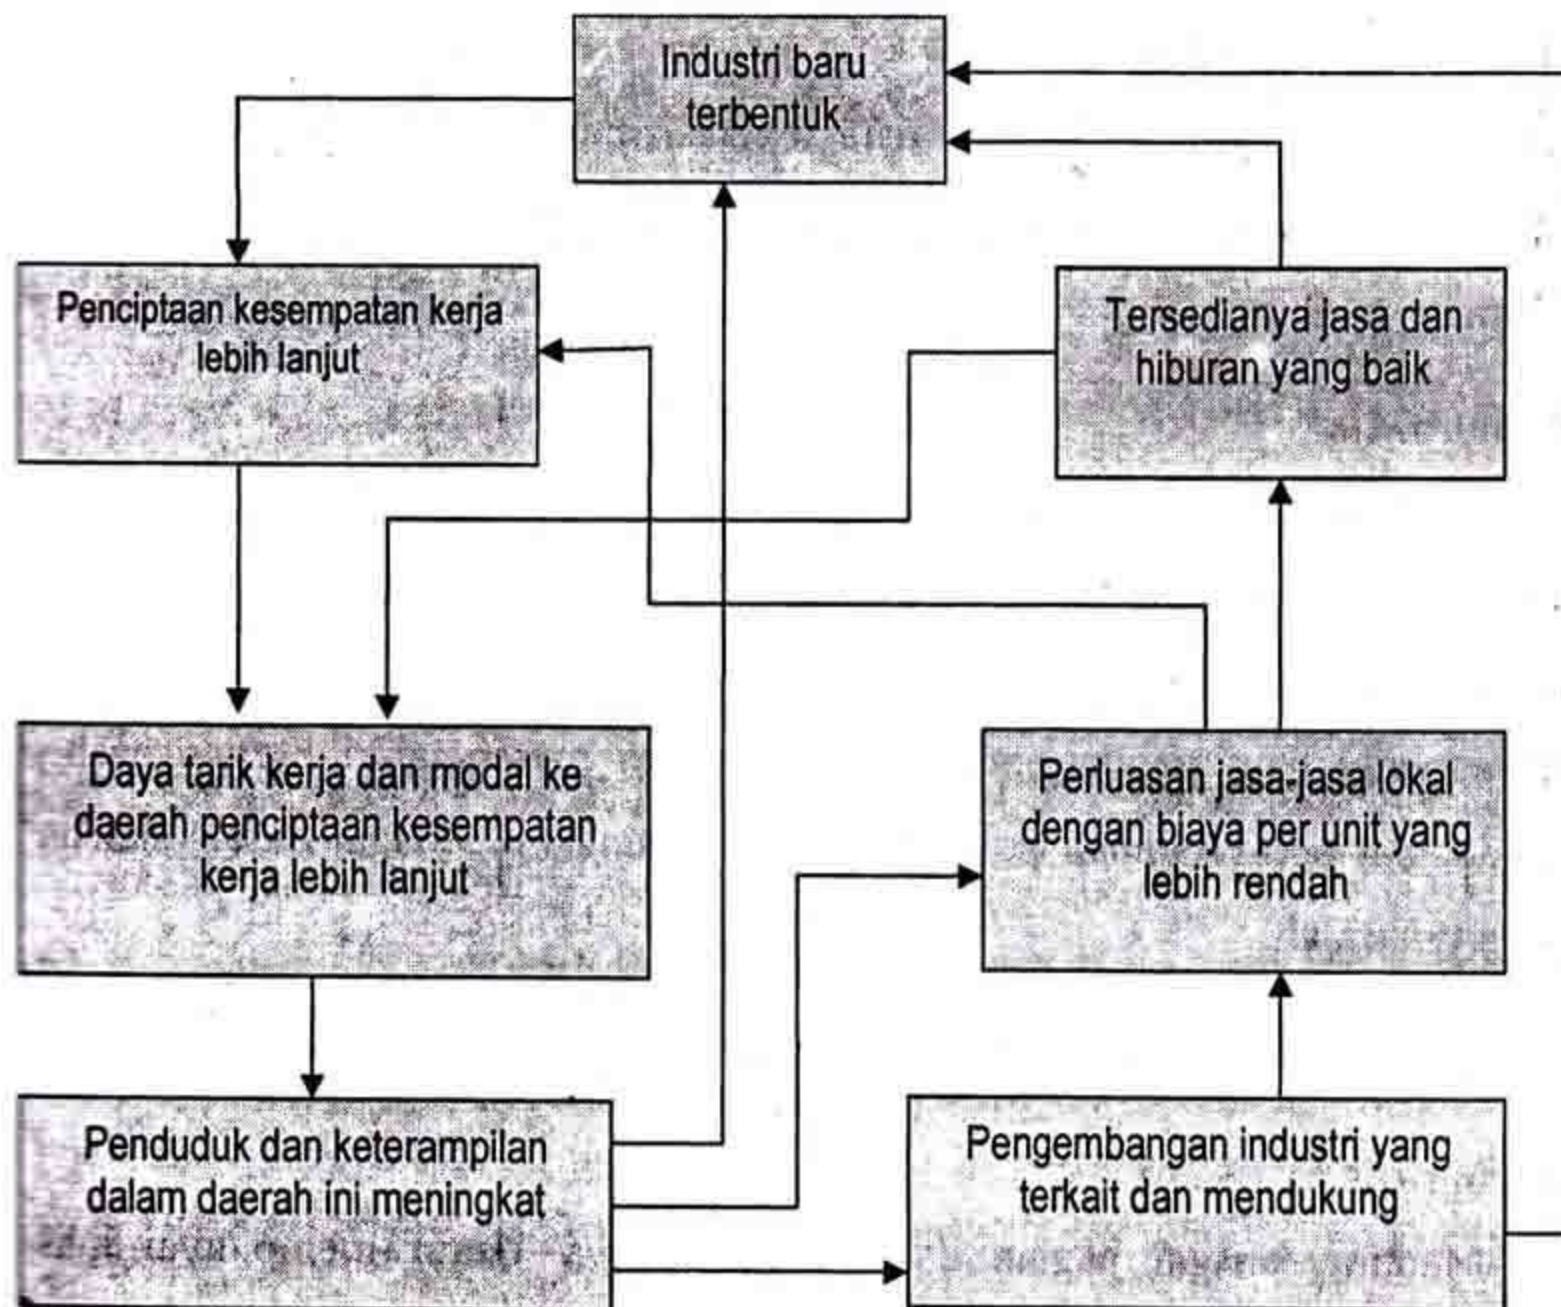 Industri baru
terbentuk
Penciptaan kesempatan kerja
lebih lanjut
Tersedianya jasa dan
hiburan yang baik
Daya tarik kerja dan modal ke
daerah penciptaan kesempatan
kerja lebih lanjut
Perluasan jasa-jasa lokal
dengan biaya per unit yang
lebih rendah
Penduduk dan keterampilan
dalam daerah ini meningkat
Pengembangan industri yang
terkait dan mendukung